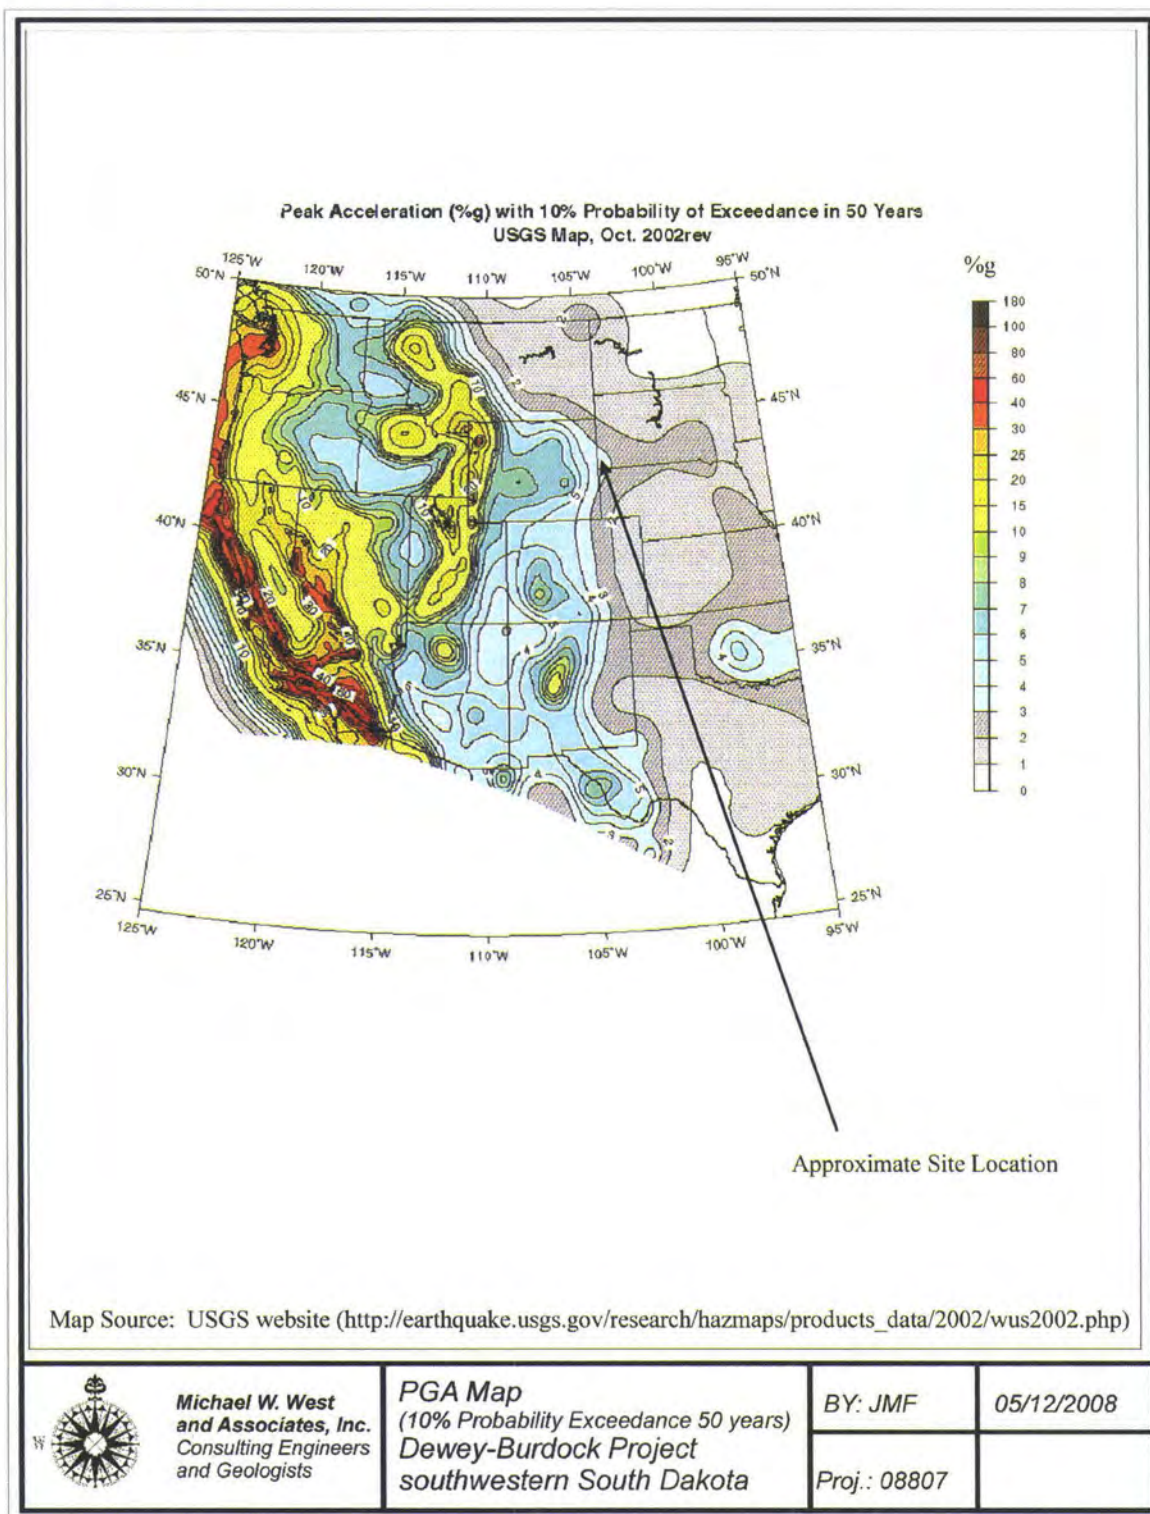 Peak Acceleration (%g) with 10% Probability of Exceedance in 50 Years
USGS Map, Oct. 2002rev
125°W 120°W 115°W 110°W 105°W 100°W 95°W
50°N 50°N
45°N 45°N
40°N 40°N
35°N 35°N
30°N 30°N
25°N 25°N
125°W 120°W 115°W 110°W 105°W 100°W 95°W
%g
180
100
80
60
40
30
25
20
15
10
9
8
7
6
5
4
3
2
1
0
Approximate Site Location
Map Source: USGS website (http://earthquake.usgs.gov/research/hazmaps/products_data/2002/wus2002.php)
Michael W. West
and Associates, Inc.
Consulting Engineers
and Geologists
PGA Map
(10% Probability Exceedance 50 years)
Dewey-Burdock Project
southwestern South Dakota
BY: JMF
05/12/2008
Proj.: 08807